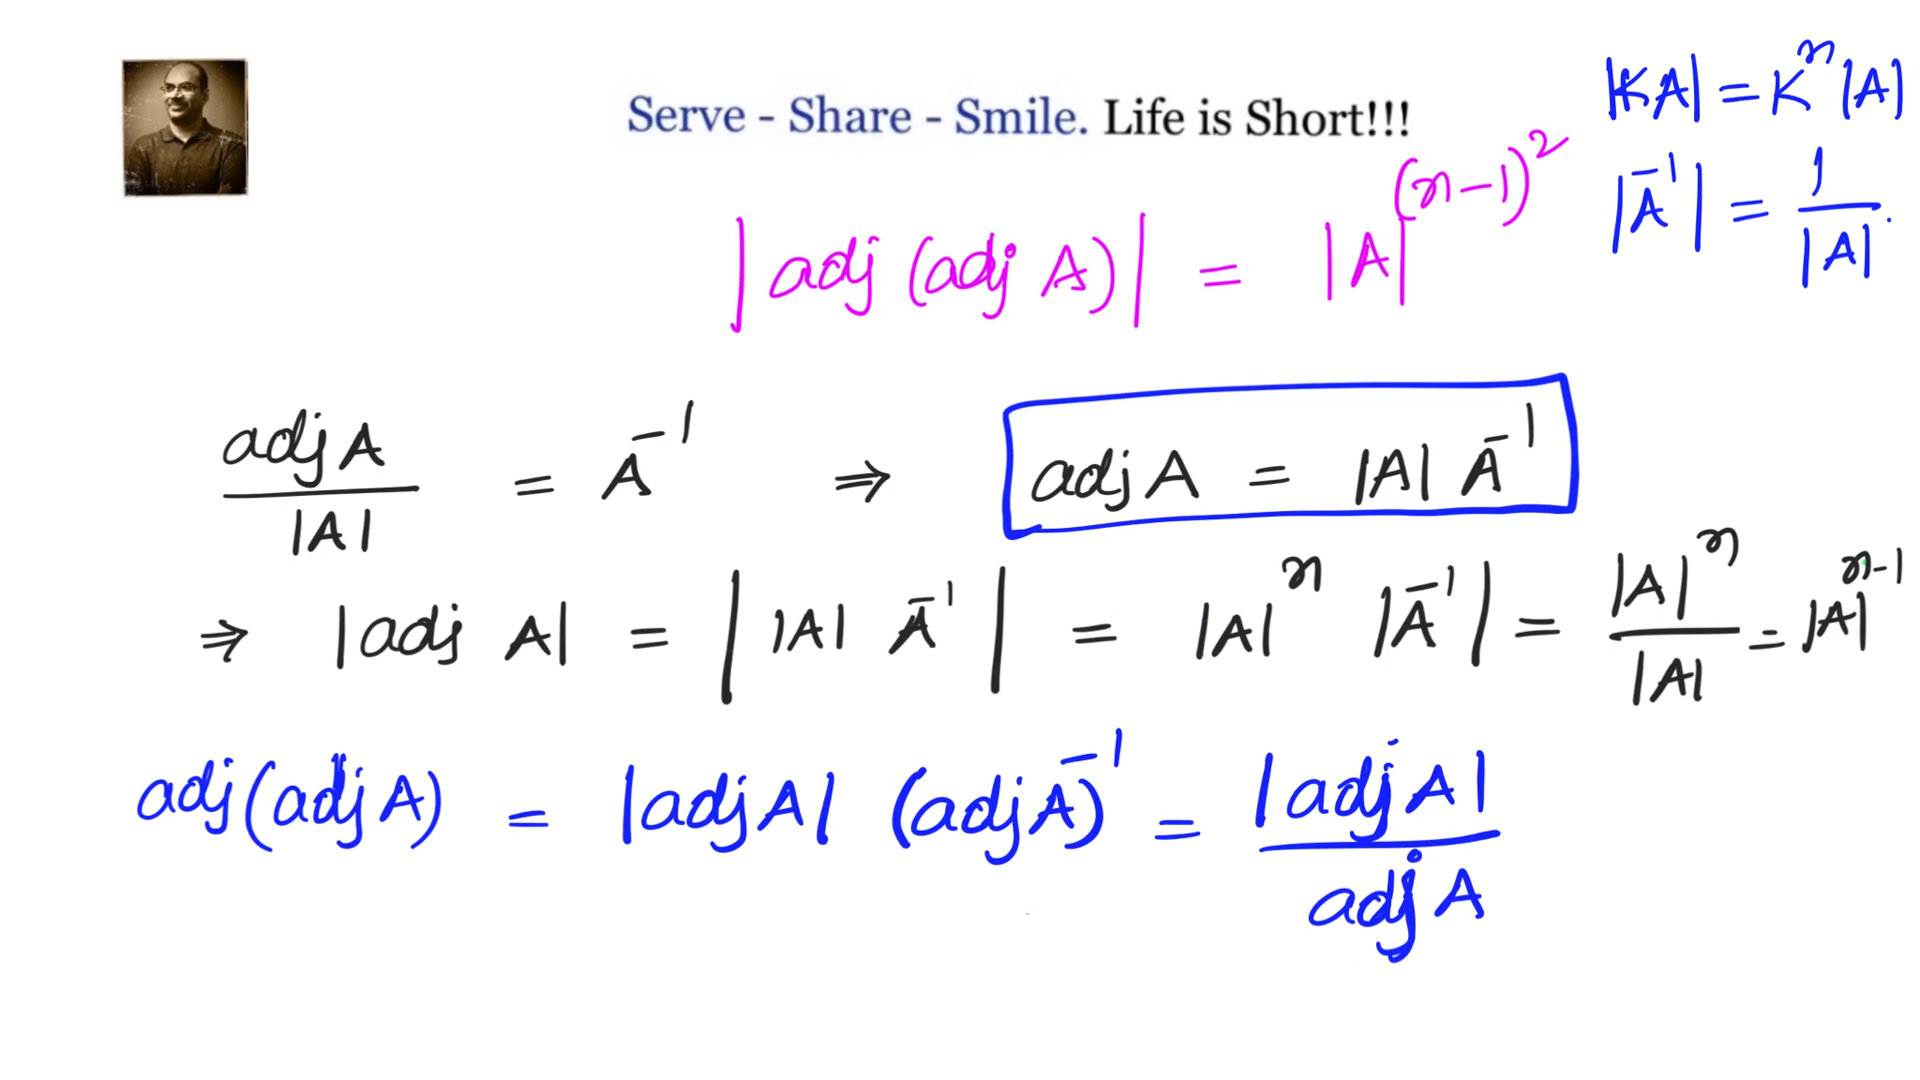 Serve - Share - Smile. Life is Short!!!
|KA| = K^n |A|
|A^-1| = 1/|A|.
|adj (adj A)| = |A|^(n-1)^2
adj A/|A| = A^-1 ⇒ adj A = |A| A^-1
⇒ |adj A| = | |A| A^-1 | = |A|^n |A^-1| = |A|^n/|A| = |A|^n-1
adj(adj A) = |adj A| (adj A)^-1 = |adj A|/adj A